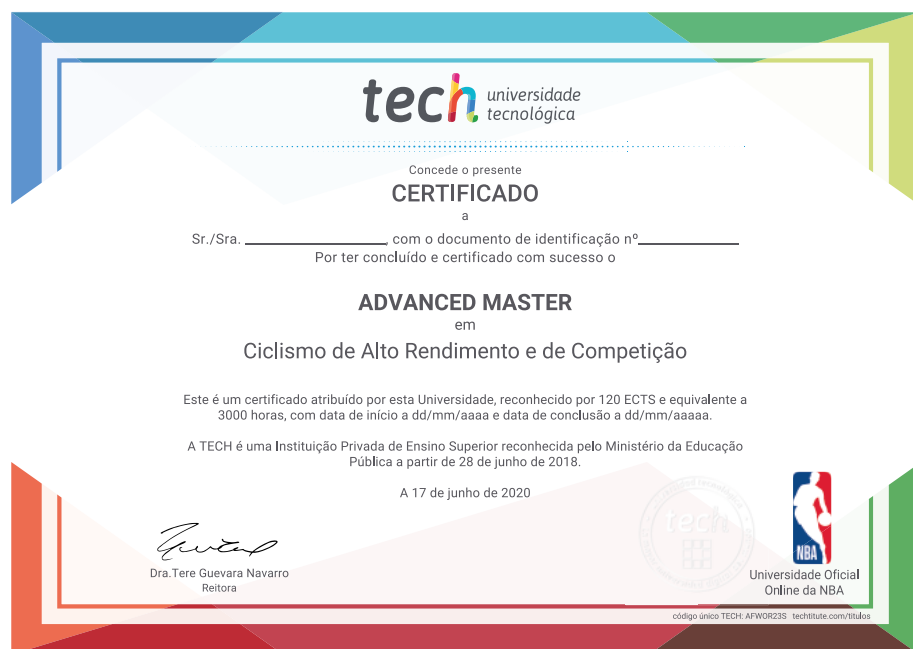 tech universidade
tecnológica
Concede o presente
CERTIFICADO
a
Sr./Sra. , com o documento de identificação nº
Por ter concluído e certificado com sucesso o
ADVANCED MASTER
em
Ciclismo de Alto Rendimento e de Competição
Este é um certificado atribuído por esta Universidade, reconhecido por 120 ECTS e equivalente a
3000 horas, com data de início a dd/mm/aaaa e data de conclusão a dd/mm/aaaaa.
A TECH é uma Instituição Privada de Ensino Superior reconhecida pelo Ministério da Educação
Pública a partir de 28 de junho de 2018.
A 17 de junho de 2020
tech
NBA
Dra.Tere Guevara Navarro
Reitora
Universidade Oficial
Online da NBA
código único TECH: AFWOR23S techtitute.com/titulos